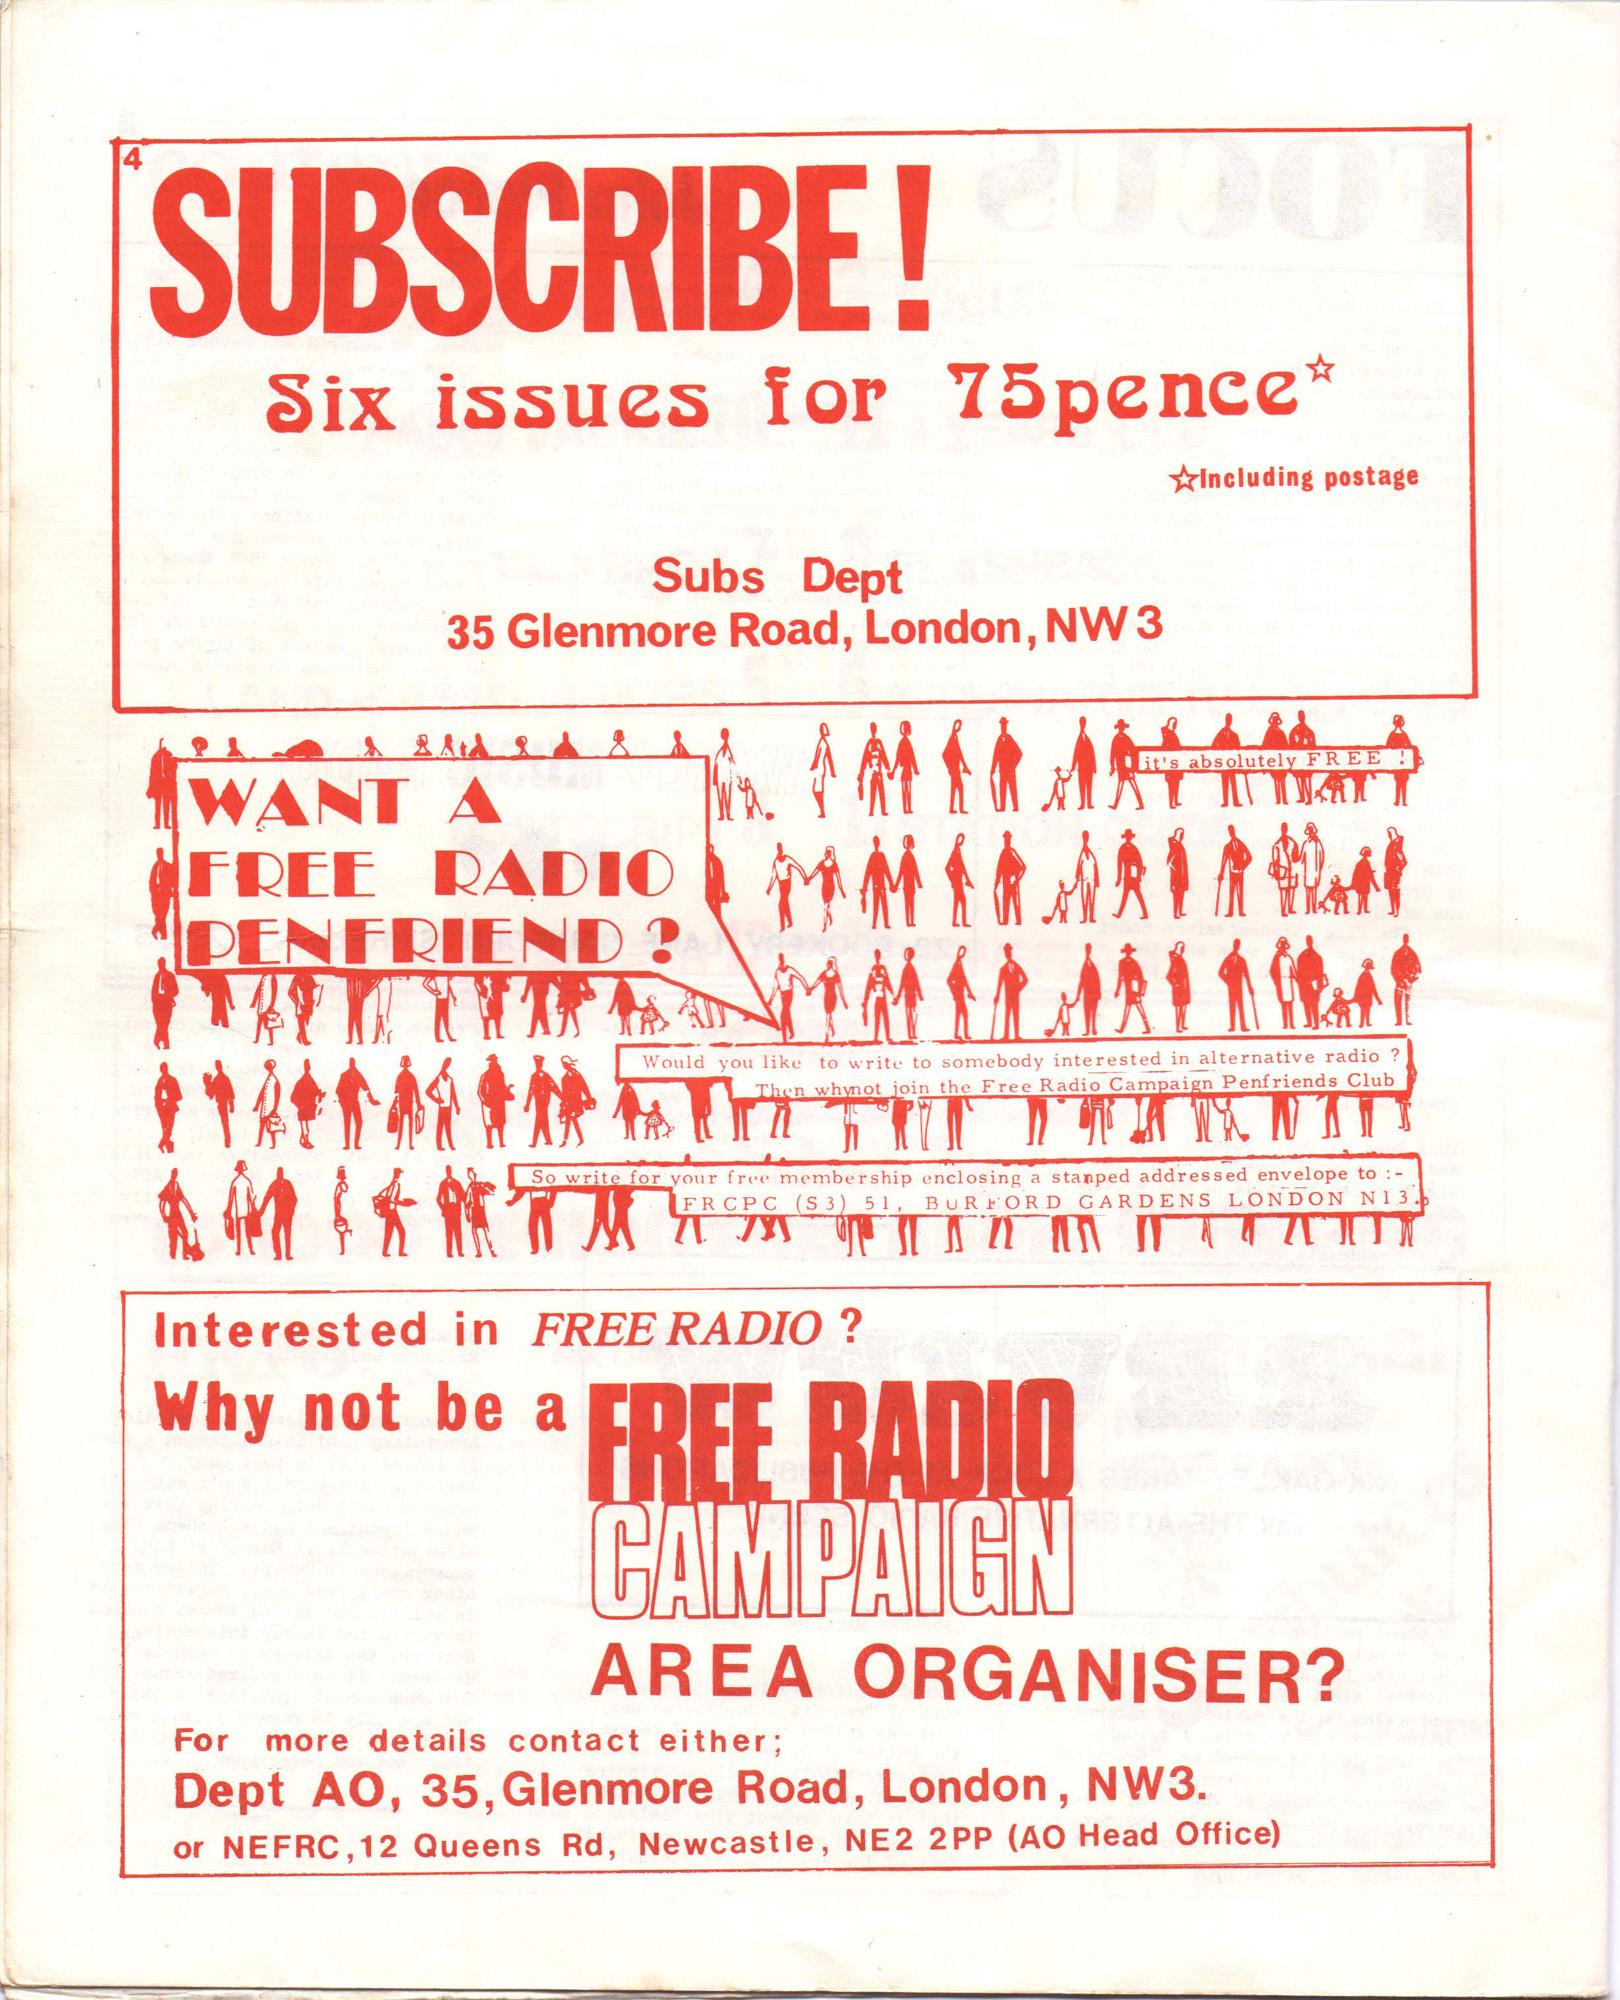 4
SUBSCRIBE!
Six issues for 75pence☆
☆Including postage
Subs Dept
35 Glenmore Road, London, NW3
it's absolutely FREE !
WANT A
FREE RADIO
PENFRIEND ?
Would you like to write to somebody interested in alternative radio ?
Then whynot join the Free Radio Campaign Penfriends Club
So write for your free membership enclosing a stamped addressed envelope to :-
FRCPC (S3) 51, BURFORD GARDENS LONDON N13.
Interested in FREE RADIO ?
Why not be a FREE RADIO
CAMPAIGN
AREA ORGANISER?
For more details contact either;
Dept AO, 35, Glenmore Road, London, NW3.
or NEFRC, 12 Queens Rd, Newcastle, NE2 2PP (AO Head Office)